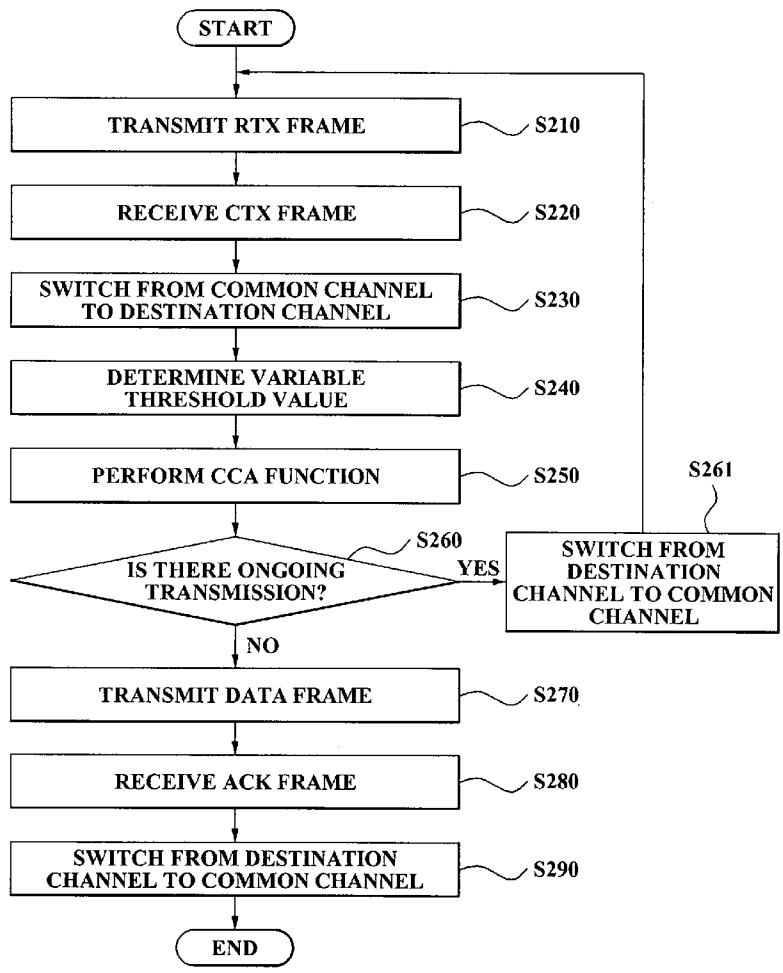 START
TRANSMIT RTX FRAME
S210
RECEIVE CTX FRAME
S220
SWITCH FROM COMMON CHANNEL
TO DESTINATION CHANNEL
S230
DETERMINE VARIABLE
THRESHOLD VALUE
S240
PERFORM CCA FUNCTION
S250
IS THERE ONGOING
TRANSMISSION?
S260
YES
S261
SWITCH FROM
DESTINATION
CHANNEL TO COMMON
CHANNEL
NO
TRANSMIT DATA FRAME
S270
RECEIVE ACK FRAME
S280
SWITCH FROM DESTINATION
CHANNEL TO COMMON CHANNEL
S290
END